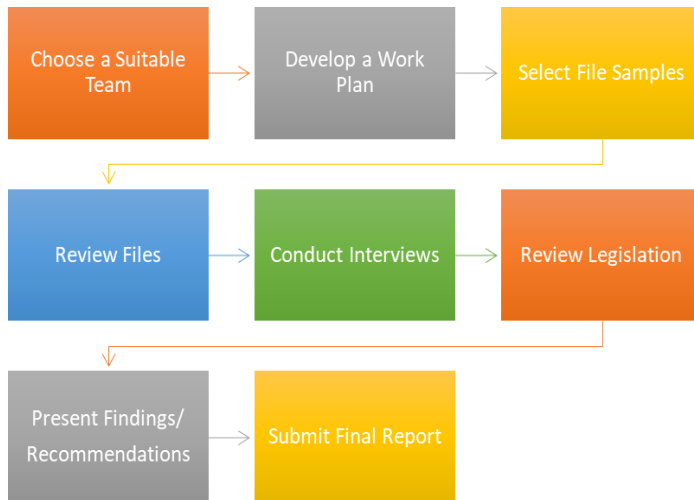 Choose a Suitable
Team
Develop a Work
Plan
Select File Samples
Review Files
Conduct Interviews
Review Legislation
Present Findings/
Recommendations
Submit Final Report